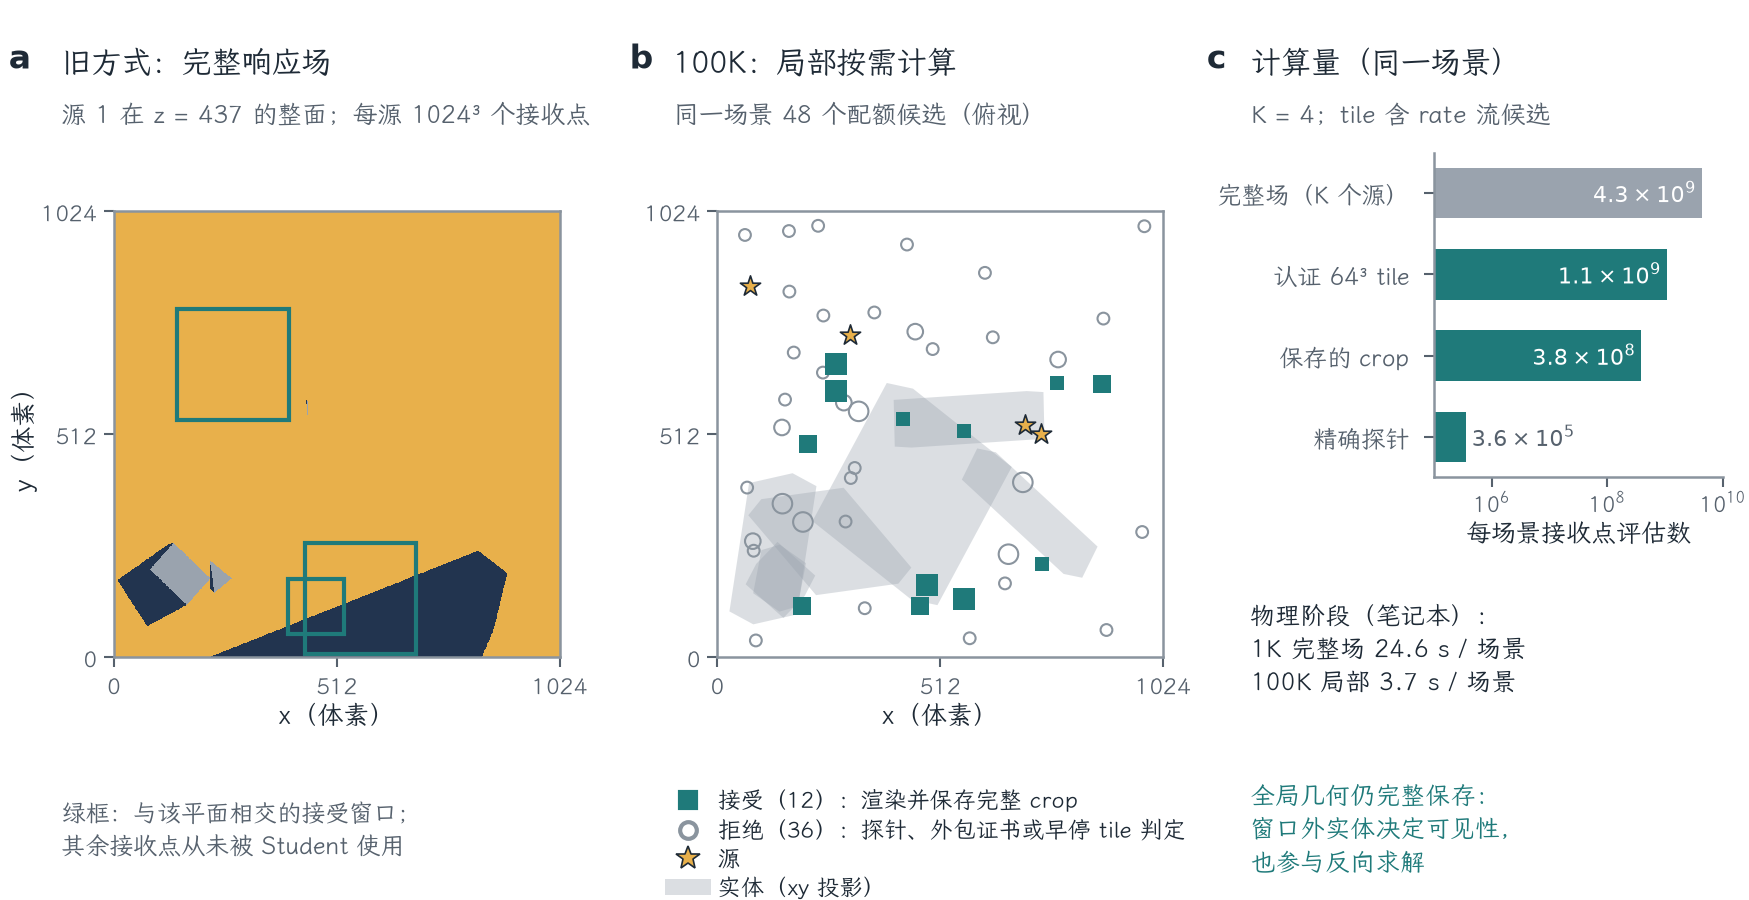 a 旧方式：完整响应场
源 1 在 z = 437 的整面；每源 1024³ 个接收点
1024
512
0
0
512
1024
y（体素）
x（体素）
绿框：与该平面相交的接受窗口；
其余接收点从未被 Student 使用
b 100K：局部按需计算
同一场景 48 个配额候选（俯视）
1024
512
0
0
512
1024
x（体素）
接受（12）：渲染并保存完整 crop
拒绝（36）：探针、外包证书或早停 tile 判定
源
实体（xy 投影）
c 计算量（同一场景）
K = 4；tile 含 rate 流候选
完整场（K 个源） 4.3 × 10⁹
认证 64³ tile 1.1 × 10⁹
保存的 crop 3.8 × 10⁸
精确探针 3.6 × 10⁵
10⁶ 10⁸ 10¹⁰
每场景接收点评估数
物理阶段（笔记本）：
1K 完整场 24.6 s / 场景
100K 局部 3.7 s / 场景
全局几何仍完整保存：
窗口外实体决定可见性，
也参与反向求解